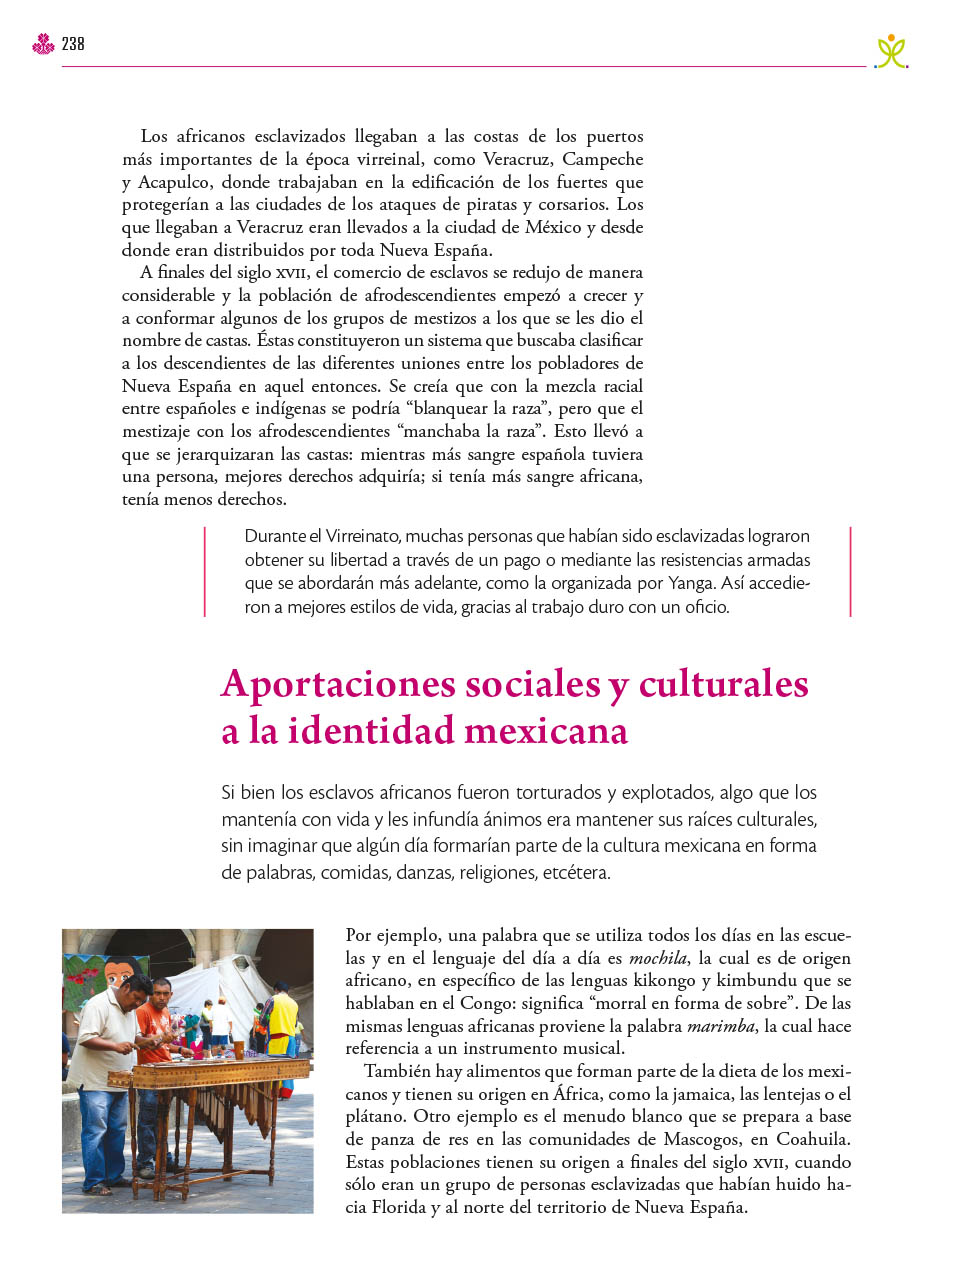 238
Los africanos esclavizados llegaban a las costas de los puertos
más importantes de la época virreinal, como Veracruz, Campeche
y Acapulco, donde trabajaban en la edificación de los fuertes que
protegerían a las ciudades de los ataques de piratas y corsarios. Los
que llegaban a Veracruz eran llevados a la ciudad de México y desde
donde eran distribuidos por toda Nueva España.
A finales del siglo XVII, el comercio de esclavos se redujo de manera
considerable y la población de afrodescendientes empezó a crecer y
a conformar algunos de los grupos de mestizos a los que se les dio el
nombre de castas. Éstas constituyeron un sistema que buscaba clasificar
a los descendientes de las diferentes uniones entre los pobladores de
Nueva España en aquel entonces. Se creía que con la mezcla racial
entre españoles e indígenas se podría “blanquear la raza”, pero que el
mestizaje con los afrodescendientes “manchaba la raza”. Esto llevó a
que se jerarquizaran las castas: mientras más sangre española tuviera
una persona, mejores derechos adquiría; si tenía más sangre africana,
tenía menos derechos.
Durante el Virreinato, muchas personas que habían sido esclavizadas lograron
obtener su libertad a través de un pago o mediante las resistencias armadas
que se abordarán más adelante, como la organizada por Yanga. Así accedie-
ron a mejores estilos de vida, gracias al trabajo duro con un oficio.
Aportaciones sociales y culturales
a la identidad mexicana
Si bien los esclavos africanos fueron torturados y explotados, algo que los
mantenía con vida y les infundía ánimos era mantener sus raíces culturales,
sin imaginar que algún día formarían parte de la cultura mexicana en forma
de palabras, comidas, danzas, religiones, etcétera.
Por ejemplo, una palabra que se utiliza todos los días en las escue-
las y en el lenguaje del día a día es mochila, la cual es de origen
africano, en específico de las lenguas kikongo y kimbundu que se
hablaban en el Congo: significa “morral en forma de sobre”. De las
mismas lenguas africanas proviene la palabra marimba, la cual hace
referencia a un instrumento musical.
También hay alimentos que forman parte de la dieta de los mexi-
canos y tienen su origen en África, como la jamaica, las lentejas o el
plátano. Otro ejemplo es el menudo blanco que se prepara a base
de panza de res en las comunidades de Mascogos, en Coahuila.
Estas poblaciones tienen su origen a finales del siglo XVII, cuando
sólo eran un grupo de personas esclavizadas que habían huido ha-
cia Florida y al norte del territorio de Nueva España.